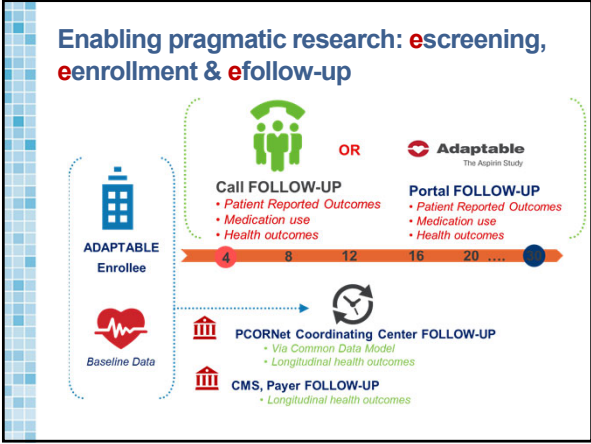 Enabling pragmatic research: escreening,
eenrollment & efollow-up
OR
Adaptable
The Aspirin Study
Call FOLLOW-UP
• Patient Reported Outcomes
• Medication use
• Health outcomes
Portal FOLLOW-UP
• Patient Reported Outcomes
• Medication use
• Health outcomes
ADAPTABLE
Enrollee
4 8 12 16 20 .... 30
Baseline Data
PCORNet Coordinating Center FOLLOW-UP
• Via Common Data Model
• Longitudinal health outcomes
CMS, Payer FOLLOW-UP
• Longitudinal health outcomes